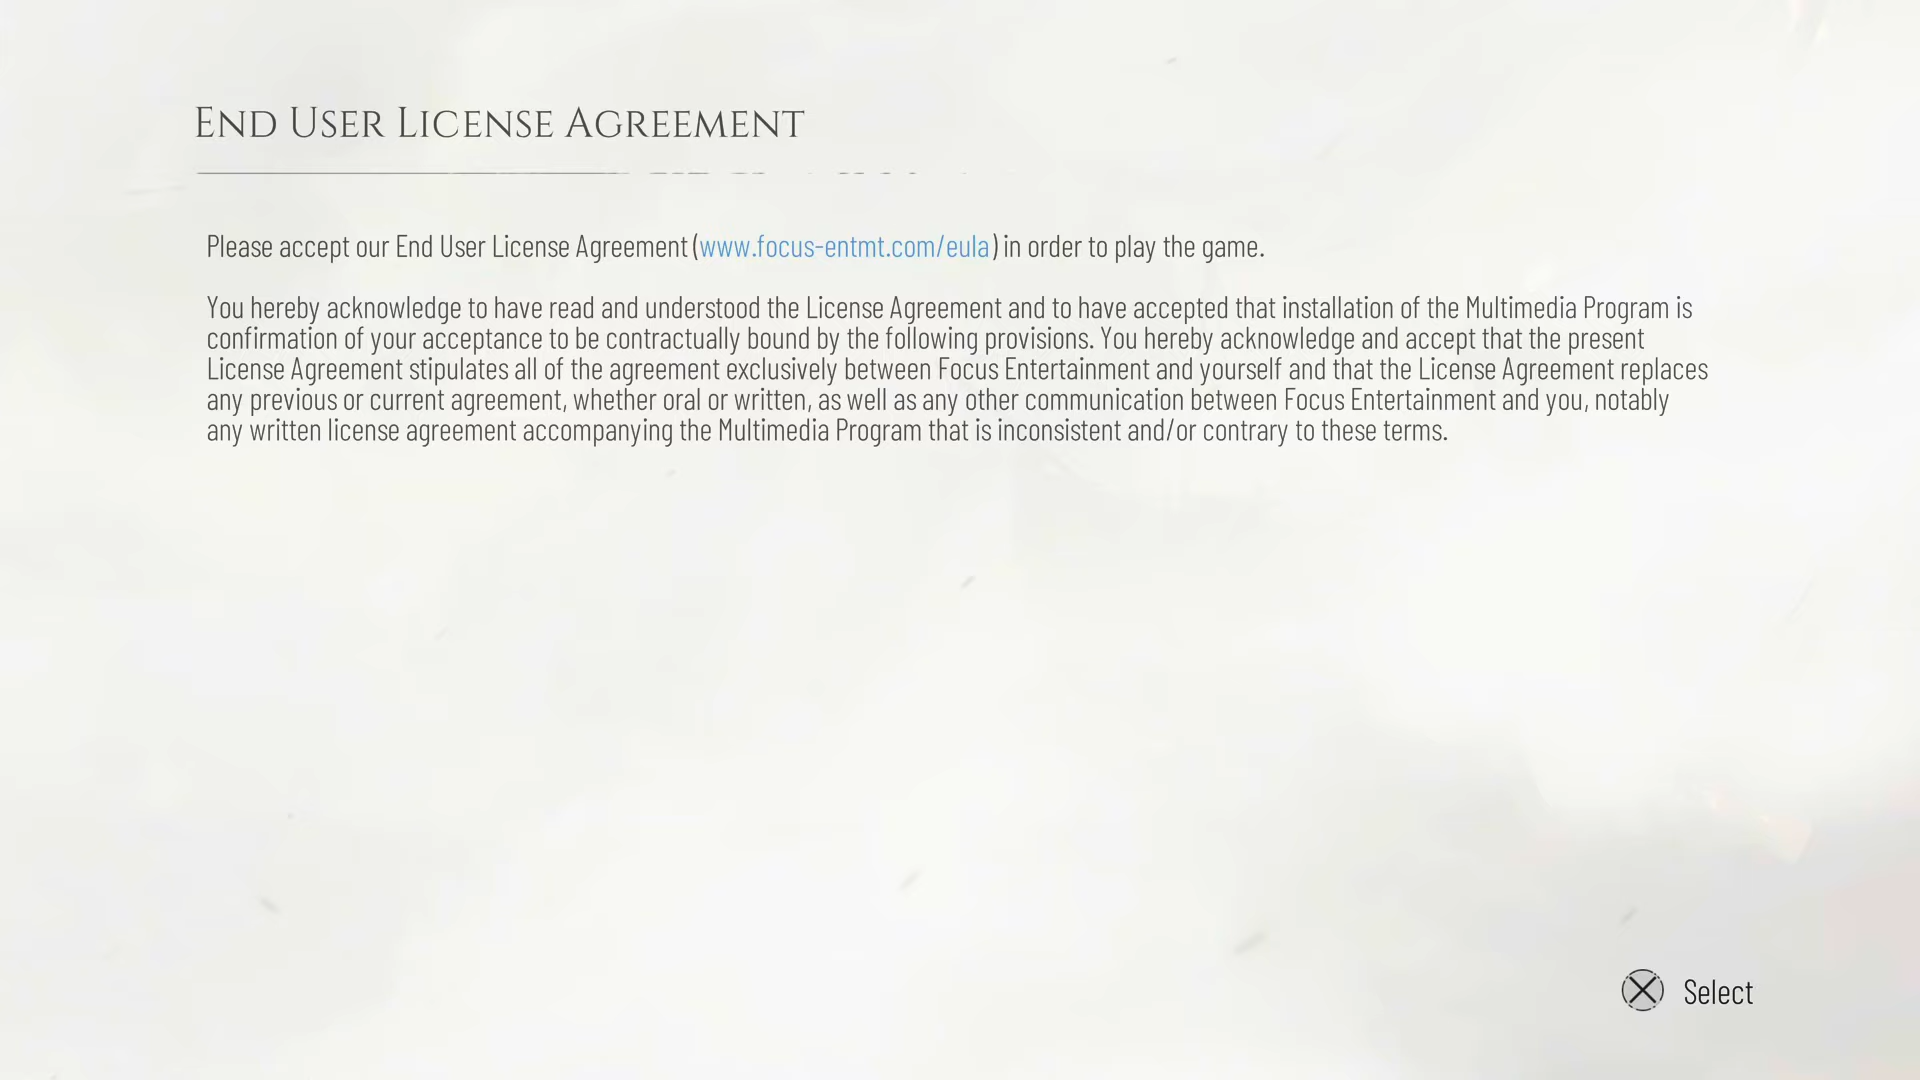 END USER LICENSE AGREEMENT
Please accept our End User License Agreement (www.focus-entmt.com/eula) in order to play the game.
You hereby acknowledge to have read and understood the License Agreement and to have accepted that installation of the Multimedia Program is
confirmation of your acceptance to be contractually bound by the following provisions. You hereby acknowledge and accept that the present
License Agreement stipulates all of the agreement exclusively between Focus Entertainment and yourself and that the License Agreement replaces
any previous or current agreement, whether oral or written, as well as any other communication between Focus Entertainment and you, notably
any written license agreement accompanying the Multimedia Program that is inconsistent and/or contrary to these terms.
Select